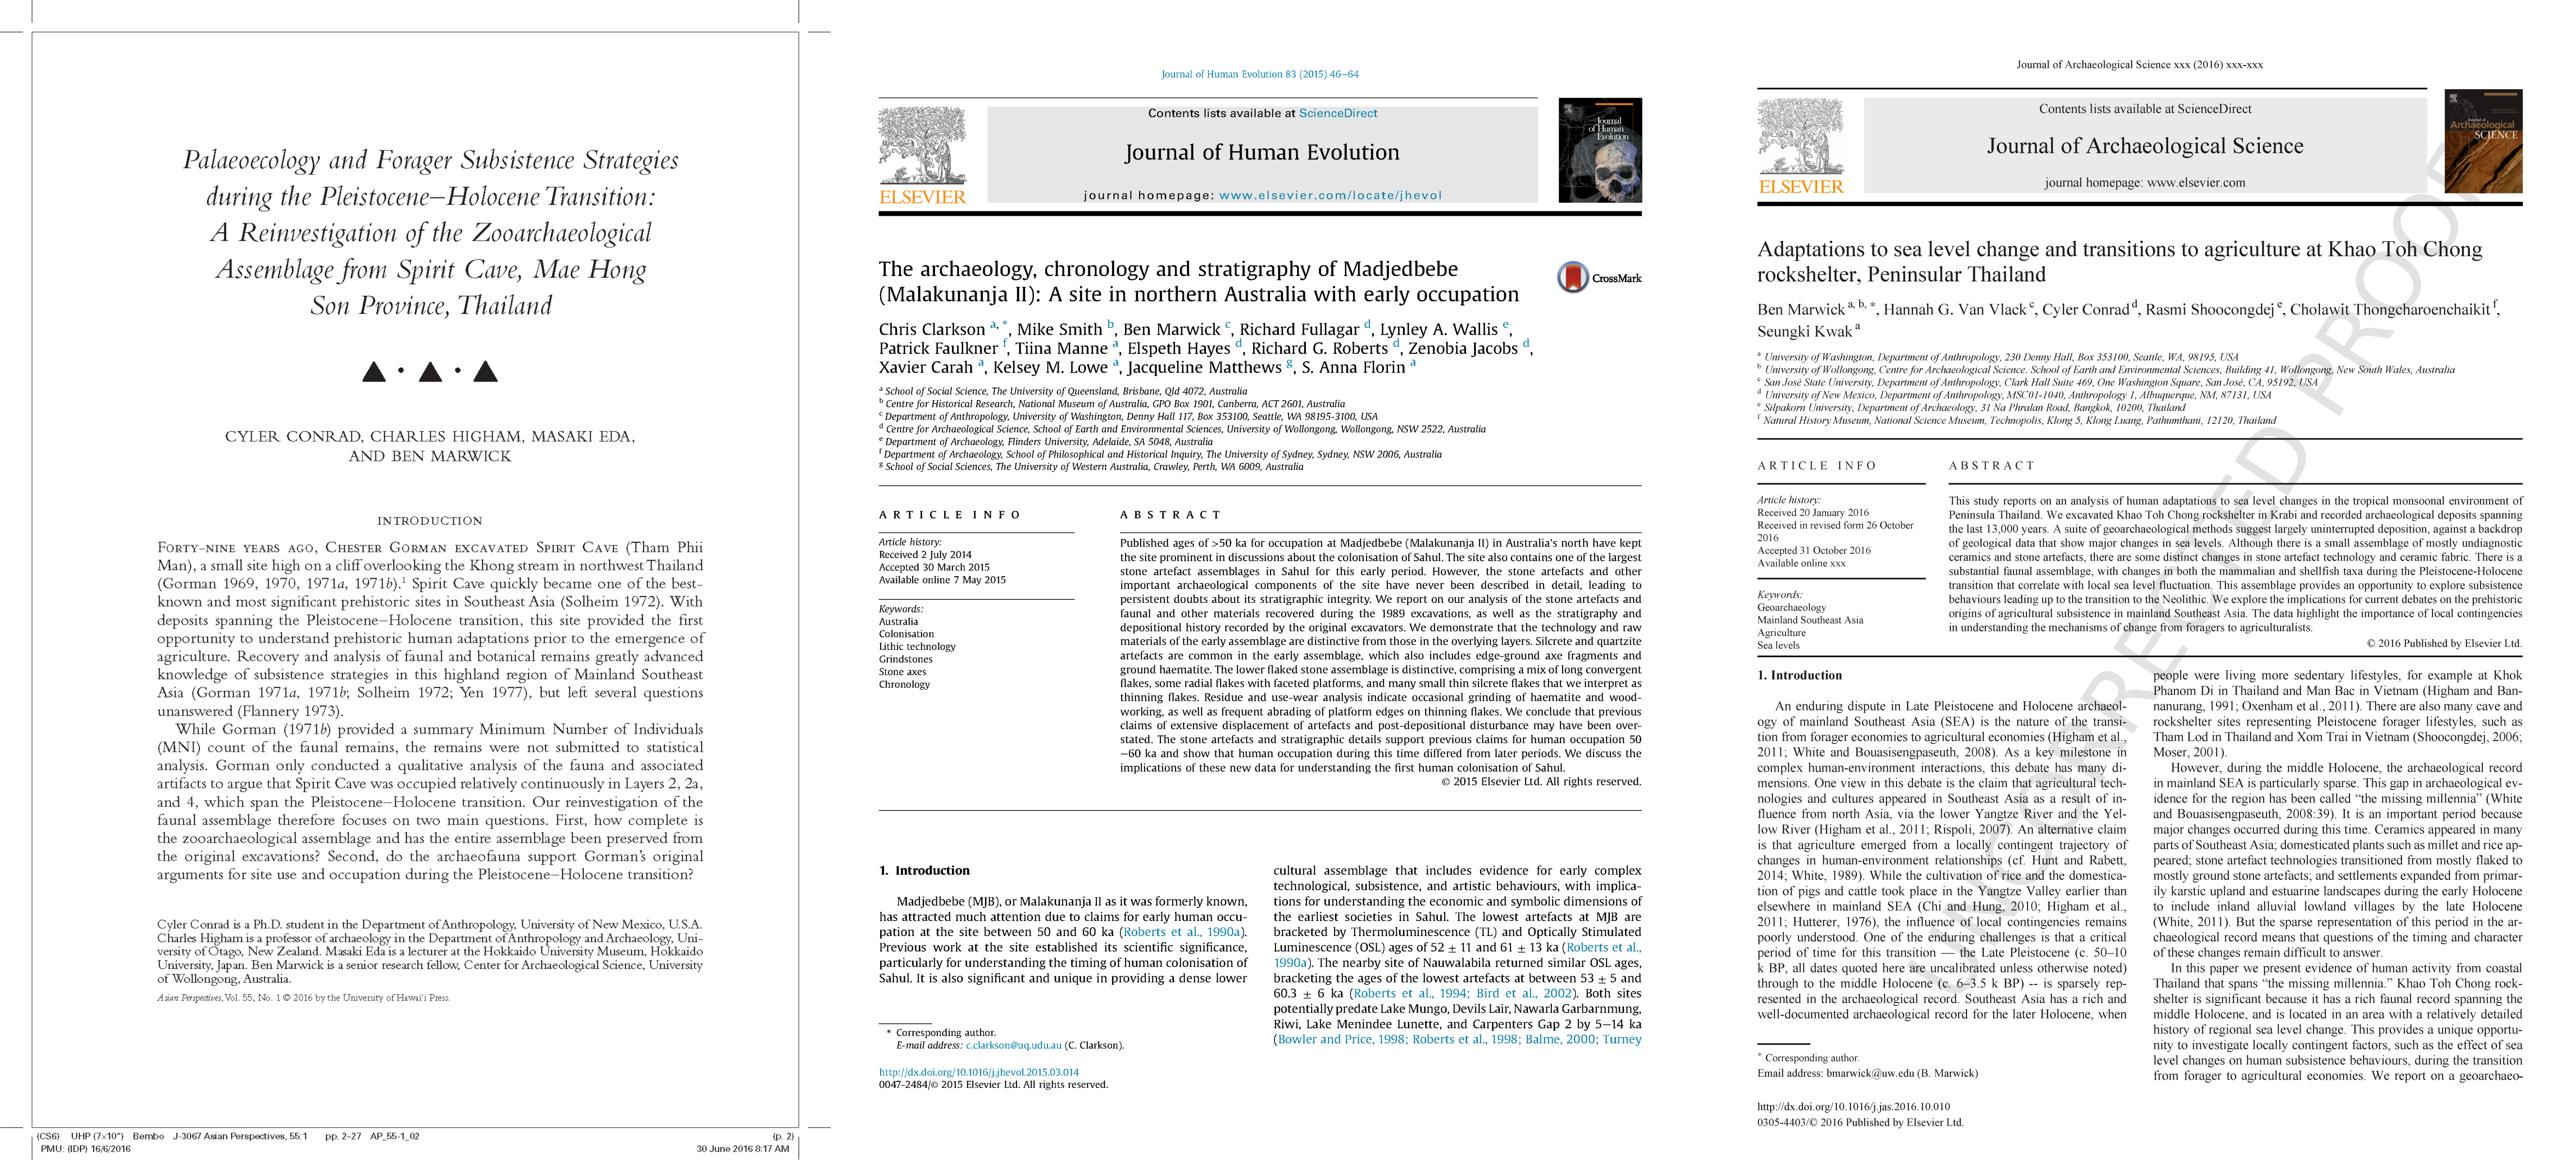 Palaeoecology and Forager Subsistence Strategies
during the Pleistocene–Holocene Transition:
A Reinvestigation of the Zooarchaeological
Assemblage from Spirit Cave, Mae Hong
Son Province, Thailand
CYLER CONRAD, CHARLES HIGHAM, MASAKI EDA,
AND BEN MARWICK
INTRODUCTION
Forty-nine years ago, Chester Gorman excavated Spirit Cave (Tham Phii
Man), a small site high on a cliff overlooking the Khong stream in northwest Thailand
(Gorman 1969, 1970, 1971a, 1971b).¹ Spirit Cave quickly became one of the best-
known and most significant prehistoric sites in Southeast Asia (Solheim 1972). With
deposits spanning the Pleistocene–Holocene transition, this site provided the first
opportunity to understand prehistoric human adaptations prior to the emergence of
agriculture. Recovery and analysis of faunal and botanical remains greatly advanced
knowledge of subsistence strategies in this highland region of Mainland Southeast
Asia (Gorman 1971a, 1971b; Solheim 1972; Yen 1977), but left several questions
unanswered (Flannery 1973).
While Gorman (1971b) provided a summary Minimum Number of Individuals
(MNI) count of the faunal remains, the remains were not submitted to statistical
analysis. Gorman only conducted a qualitative analysis of the fauna and associated
artifacts to argue that Spirit Cave was occupied relatively continuously in Layers 2, 2a,
and 4, which span the Pleistocene–Holocene transition. Our reinvestigation of the
faunal assemblage therefore focuses on two main questions. First, how complete is
the zooarchaeological assemblage and has the entire assemblage been preserved from
the original excavations? Second, do the archaeofauna support Gorman's original
arguments for site use and occupation during the Pleistocene–Holocene transition?
Cyler Conrad is a Ph.D. student in the Department of Anthropology, University of New Mexico, U.S.A.
Charles Higham is a professor of archaeology in the Department of Anthropology and Archaeology, Uni-
versity of Otago, New Zealand. Masaki Eda is a lecturer at the Hokkaido University Museum, Hokkaido
University, Japan. Ben Marwick is a senior research fellow, Center for Archaeological Science, University
of Wollongong, Australia.
Asian Perspectives, Vol. 55, No. 1 © 2016 by the University of Hawai'i Press.
(CS6) UHP (7×10″) Bembo J-3067 Asian Perspectives, 55:1 pp. 2–27 AP_55-1_02 (p. 2)
PMU: (IDP) 16/6/2016 30 June 2016 8:17 AM
Journal of Human Evolution 83 (2015) 46–64
Contents lists available at ScienceDirect
Journal of Human Evolution
journal homepage: www.elsevier.com/locate/jhevol
ELSEVIER
Journal
of Human
Evolution
The archaeology, chronology and stratigraphy of Madjedbebe
(Malakunanja II): A site in northern Australia with early occupation
CrossMark
Chris Clarkson a, *, Mike Smith b, Ben Marwick c, Richard Fullagar d, Lynley A. Wallis e,
Patrick Faulkner f, Tiina Manne a, Elspeth Hayes d, Richard G. Roberts d, Zenobia Jacobs d,
Xavier Carah a, Kelsey M. Lowe a, Jacqueline Matthews g, S. Anna Florin a
a School of Social Science, The University of Queensland, Brisbane, Qld 4072, Australia
b Centre for Historical Research, National Museum of Australia, GPO Box 1901, Canberra, ACT 2601, Australia
c Department of Anthropology, University of Washington, Denny Hall 117, Box 353100, Seattle, WA 98195-3100, USA
d Centre for Archaeological Science, School of Earth and Environmental Sciences, University of Wollongong, Wollongong, NSW 2522, Australia
e Department of Archaeology, Flinders University, Adelaide, SA 5048, Australia
f Department of Archaeology, School of Philosophical and Historical Inquiry, The University of Sydney, Sydney, NSW 2006, Australia
g School of Social Sciences, The University of Western Australia, Crawley, Perth, WA 6009, Australia
ARTICLE INFO
Article history:
Received 2 July 2014
Accepted 30 March 2015
Available online 7 May 2015
Keywords:
Australia
Colonisation
Lithic technology
Grindstones
Stone axes
Chronology
ABSTRACT
Published ages of >50 ka for occupation at Madjedbebe (Malakunanja II) in Australia's north have kept
the site prominent in discussions about the colonisation of Sahul. The site also contains one of the largest
stone artefact assemblages in Sahul for this early period. However, the stone artefacts and other
important archaeological components of the site have never been described in detail, leading to
persistent doubts about its stratigraphic integrity. We report on our analysis of the stone artefacts and
faunal and other materials recovered during the 1989 excavations, as well as the stratigraphy and
depositional history recorded by the original excavators. We demonstrate that the technology and raw
materials of the early assemblage are distinctive from those in the overlying layers. Silcrete and quartzite
artefacts are common in the early assemblage, which also includes edge-ground axe fragments and
ground haematite. The lower flaked stone assemblage is distinctive, comprising a mix of long convergent
flakes, some radial flakes with faceted platforms, and many small thin silcrete flakes that we interpret as
thinning flakes. Residue and use-wear analysis indicate occasional grinding of haematite and wood-
working, as well as frequent abrading of platform edges on thinning flakes. We conclude that previous
claims of extensive displacement of artefacts and post-depositional disturbance may have been over-
stated. The stone artefacts and stratigraphic details support previous claims for human occupation 50
–60 ka and show that human occupation during this time differed from later periods. We discuss the
implications of these new data for understanding the first human colonisation of Sahul.
© 2015 Elsevier Ltd. All rights reserved.
1. Introduction
Madjedbebe (MJB), or Malakunanja II as it was formerly known,
has attracted much attention due to claims for early human occu-
pation at the site between 50 and 60 ka (Roberts et al., 1990a).
Previous work at the site established its scientific significance,
particularly for understanding the timing of human colonisation of
Sahul. It is also significant and unique in providing a dense lower
* Corresponding author.
E-mail address: c.clarkson@uq.udu.au (C. Clarkson).
http://dx.doi.org/10.1016/j.jhevol.2015.03.014
0047-2484/© 2015 Elsevier Ltd. All rights reserved.
cultural assemblage that includes evidence for early complex
technological, subsistence, and artistic behaviours, with implica-
tions for understanding the economic and symbolic dimensions of
the earliest societies in Sahul. The lowest artefacts at MJB are
bracketed by Thermoluminescence (TL) and Optically Stimulated
Luminescence (OSL) ages of 52 ± 11 and 61 ± 13 ka (Roberts et al.,
1990a). The nearby site of Nauwalabila returned similar OSL ages,
bracketing the ages of the lowest artefacts at between 53 ± 5 and
60.3 ± 6 ka (Roberts et al., 1994; Bird et al., 2002). Both sites
potentially predate Lake Mungo, Devils Lair, Nawarla Garbarnmung,
Riwi, Lake Menindee Lunette, and Carpenters Gap 2 by 5–14 ka
(Bowler and Price, 1998; Roberts et al., 1998; Balme, 2000; Turney
Journal of Archaeological Science xxx (2016) xxx-xxx
Contents lists available at ScienceDirect
Journal of Archaeological Science
journal homepage: www.elsevier.com
ELSEVIER
Journal of
Archaeological
SCIENCE
UNCORRECTED PROOF
Adaptations to sea level change and transitions to agriculture at Khao Toh Chong
rockshelter, Peninsular Thailand
Ben Marwick a, b, *, Hannah G. Van Vlack c, Cyler Conrad d, Rasmi Shoocongdej e, Cholawit Thongcharoenchaikit f,
Seungki Kwak a
a University of Washington, Department of Anthropology, 230 Denny Hall, Box 353100, Seattle, WA, 98195, USA
b University of Wollongong, Centre for Archaeological Science. School of Earth and Environmental Sciences, Building 41, Wollongong, New South Wales, Australia
c San José State University, Department of Anthropology, Clark Hall Suite 469, One Washington Square, San José, CA, 95192, USA
d University of New Mexico, Department of Anthropology, MSC01-1040, Anthropology 1, Albuquerque, NM, 87131, USA
e Silpakorn University, Department of Archaeology, 31 Na Phralan Road, Bangkok, 10200, Thailand
f Natural History Museum, National Science Museum, Technopolis, Klong 5, Klong Luang, Pathumthani, 12120, Thailand
ARTICLE INFO
Article history:
Received 20 January 2016
Received in revised form 26 October
2016
Accepted 31 October 2016
Available online xxx
Keywords:
Geoarchaeology
Mainland Southeast Asia
Agriculture
Sea levels
ABSTRACT
This study reports on an analysis of human adaptations to sea level changes in the tropical monsoonal environment of
Peninsula Thailand. We excavated Khao Toh Chong rockshelter in Krabi and recorded archaeological deposits spanning
the last 13,000 years. A suite of geoarchaeological methods suggest largely uninterrupted deposition, against a backdrop
of geological data that show major changes in sea levels. Although there is a small assemblage of mostly undiagnostic
ceramics and stone artefacts, there are some distinct changes in stone artefact technology and ceramic fabric. There is a
substantial faunal assemblage, with changes in both the mammalian and shellfish taxa during the Pleistocene-Holocene
transition that correlate with local sea level fluctuation. This assemblage provides an opportunity to explore subsistence
behaviours leading up to the transition to the Neolithic. We explore the implications for current debates on the prehistoric
origins of agricultural subsistence in mainland Southeast Asia. The data highlight the importance of local contingencies
in understanding the mechanisms of change from foragers to agriculturalists.
© 2016 Published by Elsevier Ltd.
1. Introduction
An enduring dispute in Late Pleistocene and Holocene archaeol-
ogy of mainland Southeast Asia (SEA) is the nature of the transi-
tion from forager economies to agricultural economies (Higham et al.,
2011; White and Bouasisengpaseuth, 2008). As a key milestone in
complex human-environment interactions, this debate has many di-
mensions. One view in this debate is the claim that agricultural tech-
nologies and cultures appeared in Southeast Asia as a result of in-
fluence from north Asia, via the lower Yangtze River and the Yel-
low River (Higham et al., 2011; Rispoli, 2007). An alternative claim
is that agriculture emerged from a locally contingent trajectory of
changes in human-environment relationships (cf. Hunt and Rabett,
2014; White, 1989). While the cultivation of rice and the domestica-
tion of pigs and cattle took place in the Yangtze Valley earlier than
elsewhere in mainland SEA (Chi and Hung, 2010; Higham et al.,
2011; Hutterer, 1976), the influence of local contingencies remains
poorly understood. One of the enduring challenges is that a critical
period of time for this transition — the Late Pleistocene (c. 50–10
k BP, all dates quoted here are uncalibrated unless otherwise noted)
through to the middle Holocene (c. 6–3.5 k BP) -- is sparsely rep-
resented in the archaeological record. Southeast Asia has a rich and
well-documented archaeological record for the later Holocene, when
* Corresponding author.
Email address: bmarwick@uw.edu (B. Marwick)
http://dx.doi.org/10.1016/j.jas.2016.10.010
0305-4403/© 2016 Published by Elsevier Ltd.
people were living more sedentary lifestyles, for example at Khok
Phanom Di in Thailand and Man Bac in Vietnam (Higham and Ban-
nanurang, 1991; Oxenham et al., 2011). There are also many cave and
rockshelter sites representing Pleistocene forager lifestyles, such as
Tham Lod in Thailand and Xom Trai in Vietnam (Shoocongdej, 2006;
Moser, 2001).
However, during the middle Holocene, the archaeological record
in mainland SEA is particularly sparse. This gap in archaeological ev-
idence for the region has been called “the missing millennia” (White
and Bouasisengpaseuth, 2008:39). It is an important period because
major changes occurred during this time. Ceramics appeared in many
parts of Southeast Asia; domesticated plants such as millet and rice ap-
peared; stone artefact technologies transitioned from mostly flaked to
mostly ground stone artefacts; and settlements expanded from primar-
ily karstic upland and estuarine landscapes during the early Holocene
to include inland alluvial lowland villages by the late Holocene
(White, 2011). But the sparse representation of this period in the ar-
chaeological record means that questions of the timing and character
of these changes remain difficult to answer.
In this paper we present evidence of human activity from coastal
Thailand that spans “the missing millennia.” Khao Toh Chong rock-
shelter is significant because it has a rich faunal record spanning the
middle Holocene, and is located in an area with a relatively detailed
history of regional sea level change. This provides a unique opportu-
nity to investigate locally contingent factors, such as the effect of sea
level changes on human subsistence behaviours, during the transition
from forager to agricultural economies. We report on a geoarchaeo-